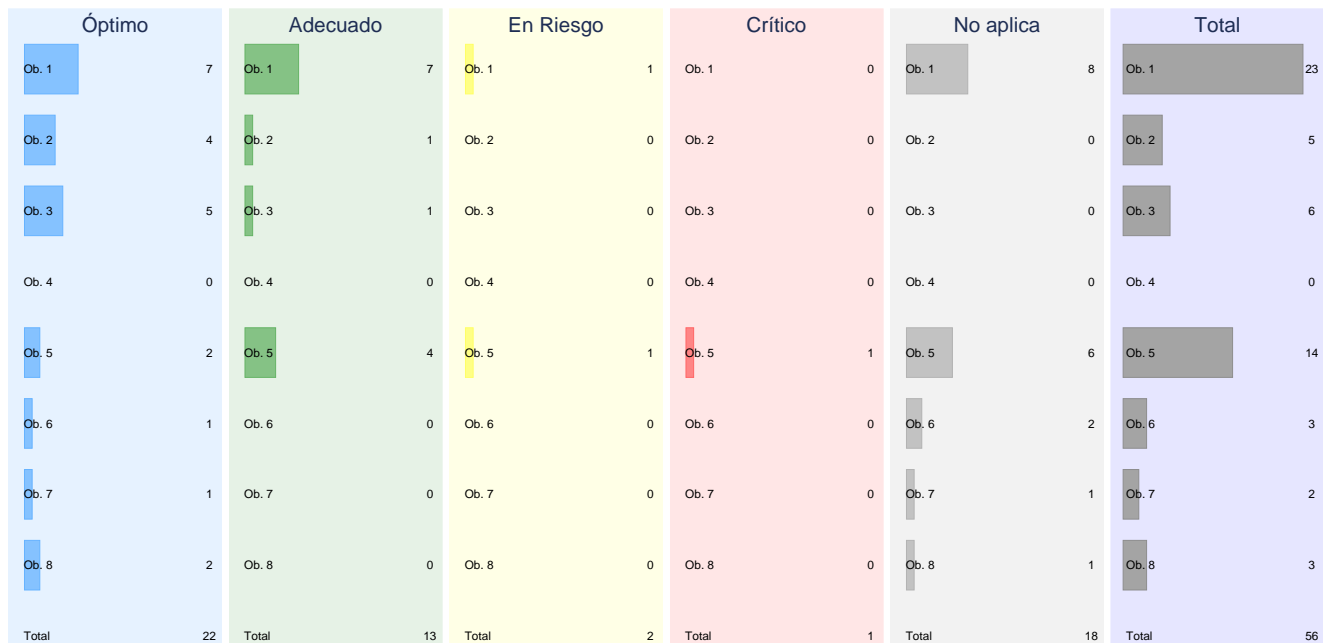 Óptimo Adecuado En Riesgo Crítico No aplica Total
Ob. 1 7 Ob. 1 7 Ob. 1 1 Ob. 1 0 Ob. 1 8 Ob. 1 23
Ob. 2 4 Ob. 2 1 Ob. 2 0 Ob. 2 0 Ob. 2 0 Ob. 2 5
Ob. 3 5 Ob. 3 1 Ob. 3 0 Ob. 3 0 Ob. 3 0 Ob. 3 6
Ob. 4 0 Ob. 4 0 Ob. 4 0 Ob. 4 0 Ob. 4 0 Ob. 4 0
Ob. 5 2 Ob. 5 4 Ob. 5 1 Ob. 5 1 Ob. 5 6 Ob. 5 14
Ob. 6 1 Ob. 6 0 Ob. 6 0 Ob. 6 0 Ob. 6 2 Ob. 6 3
Ob. 7 1 Ob. 7 0 Ob. 7 0 Ob. 7 0 Ob. 7 1 Ob. 7 2
Ob. 8 2 Ob. 8 0 Ob. 8 0 Ob. 8 0 Ob. 8 1 Ob. 8 3
Total 22 Total 13 Total 2 Total 1 Total 18 Total 56